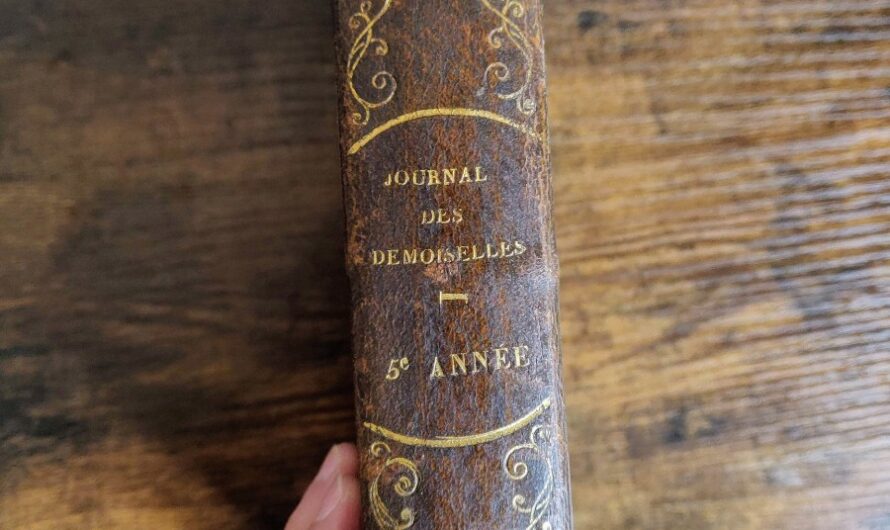 JOURNAL
DES
DEMOISELLES
5e ANNÉE